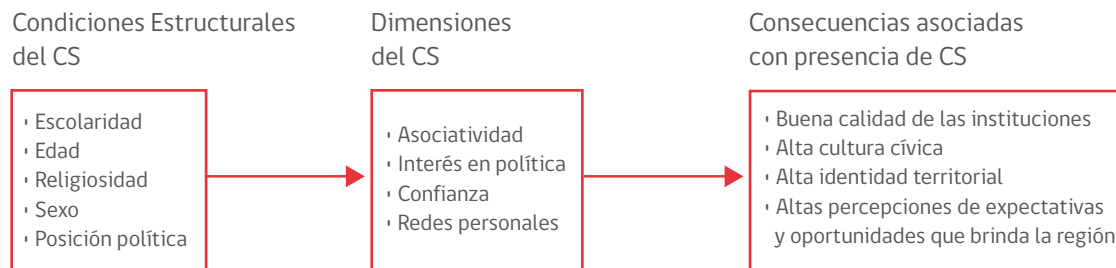 Condiciones Estructurales
del CS
• Escolaridad
• Edad
• Religiosidad
• Sexo
• Posición política
Dimensiones
del CS
• Asociatividad
• Interés en política
• Confianza
• Redes personales
Consecuencias asociadas
con presencia de CS
• Buena calidad de las instituciones
• Alta cultura cívica
• Alta identidad territorial
• Altas percepciones de expectativas
y oportunidades que brinda la región